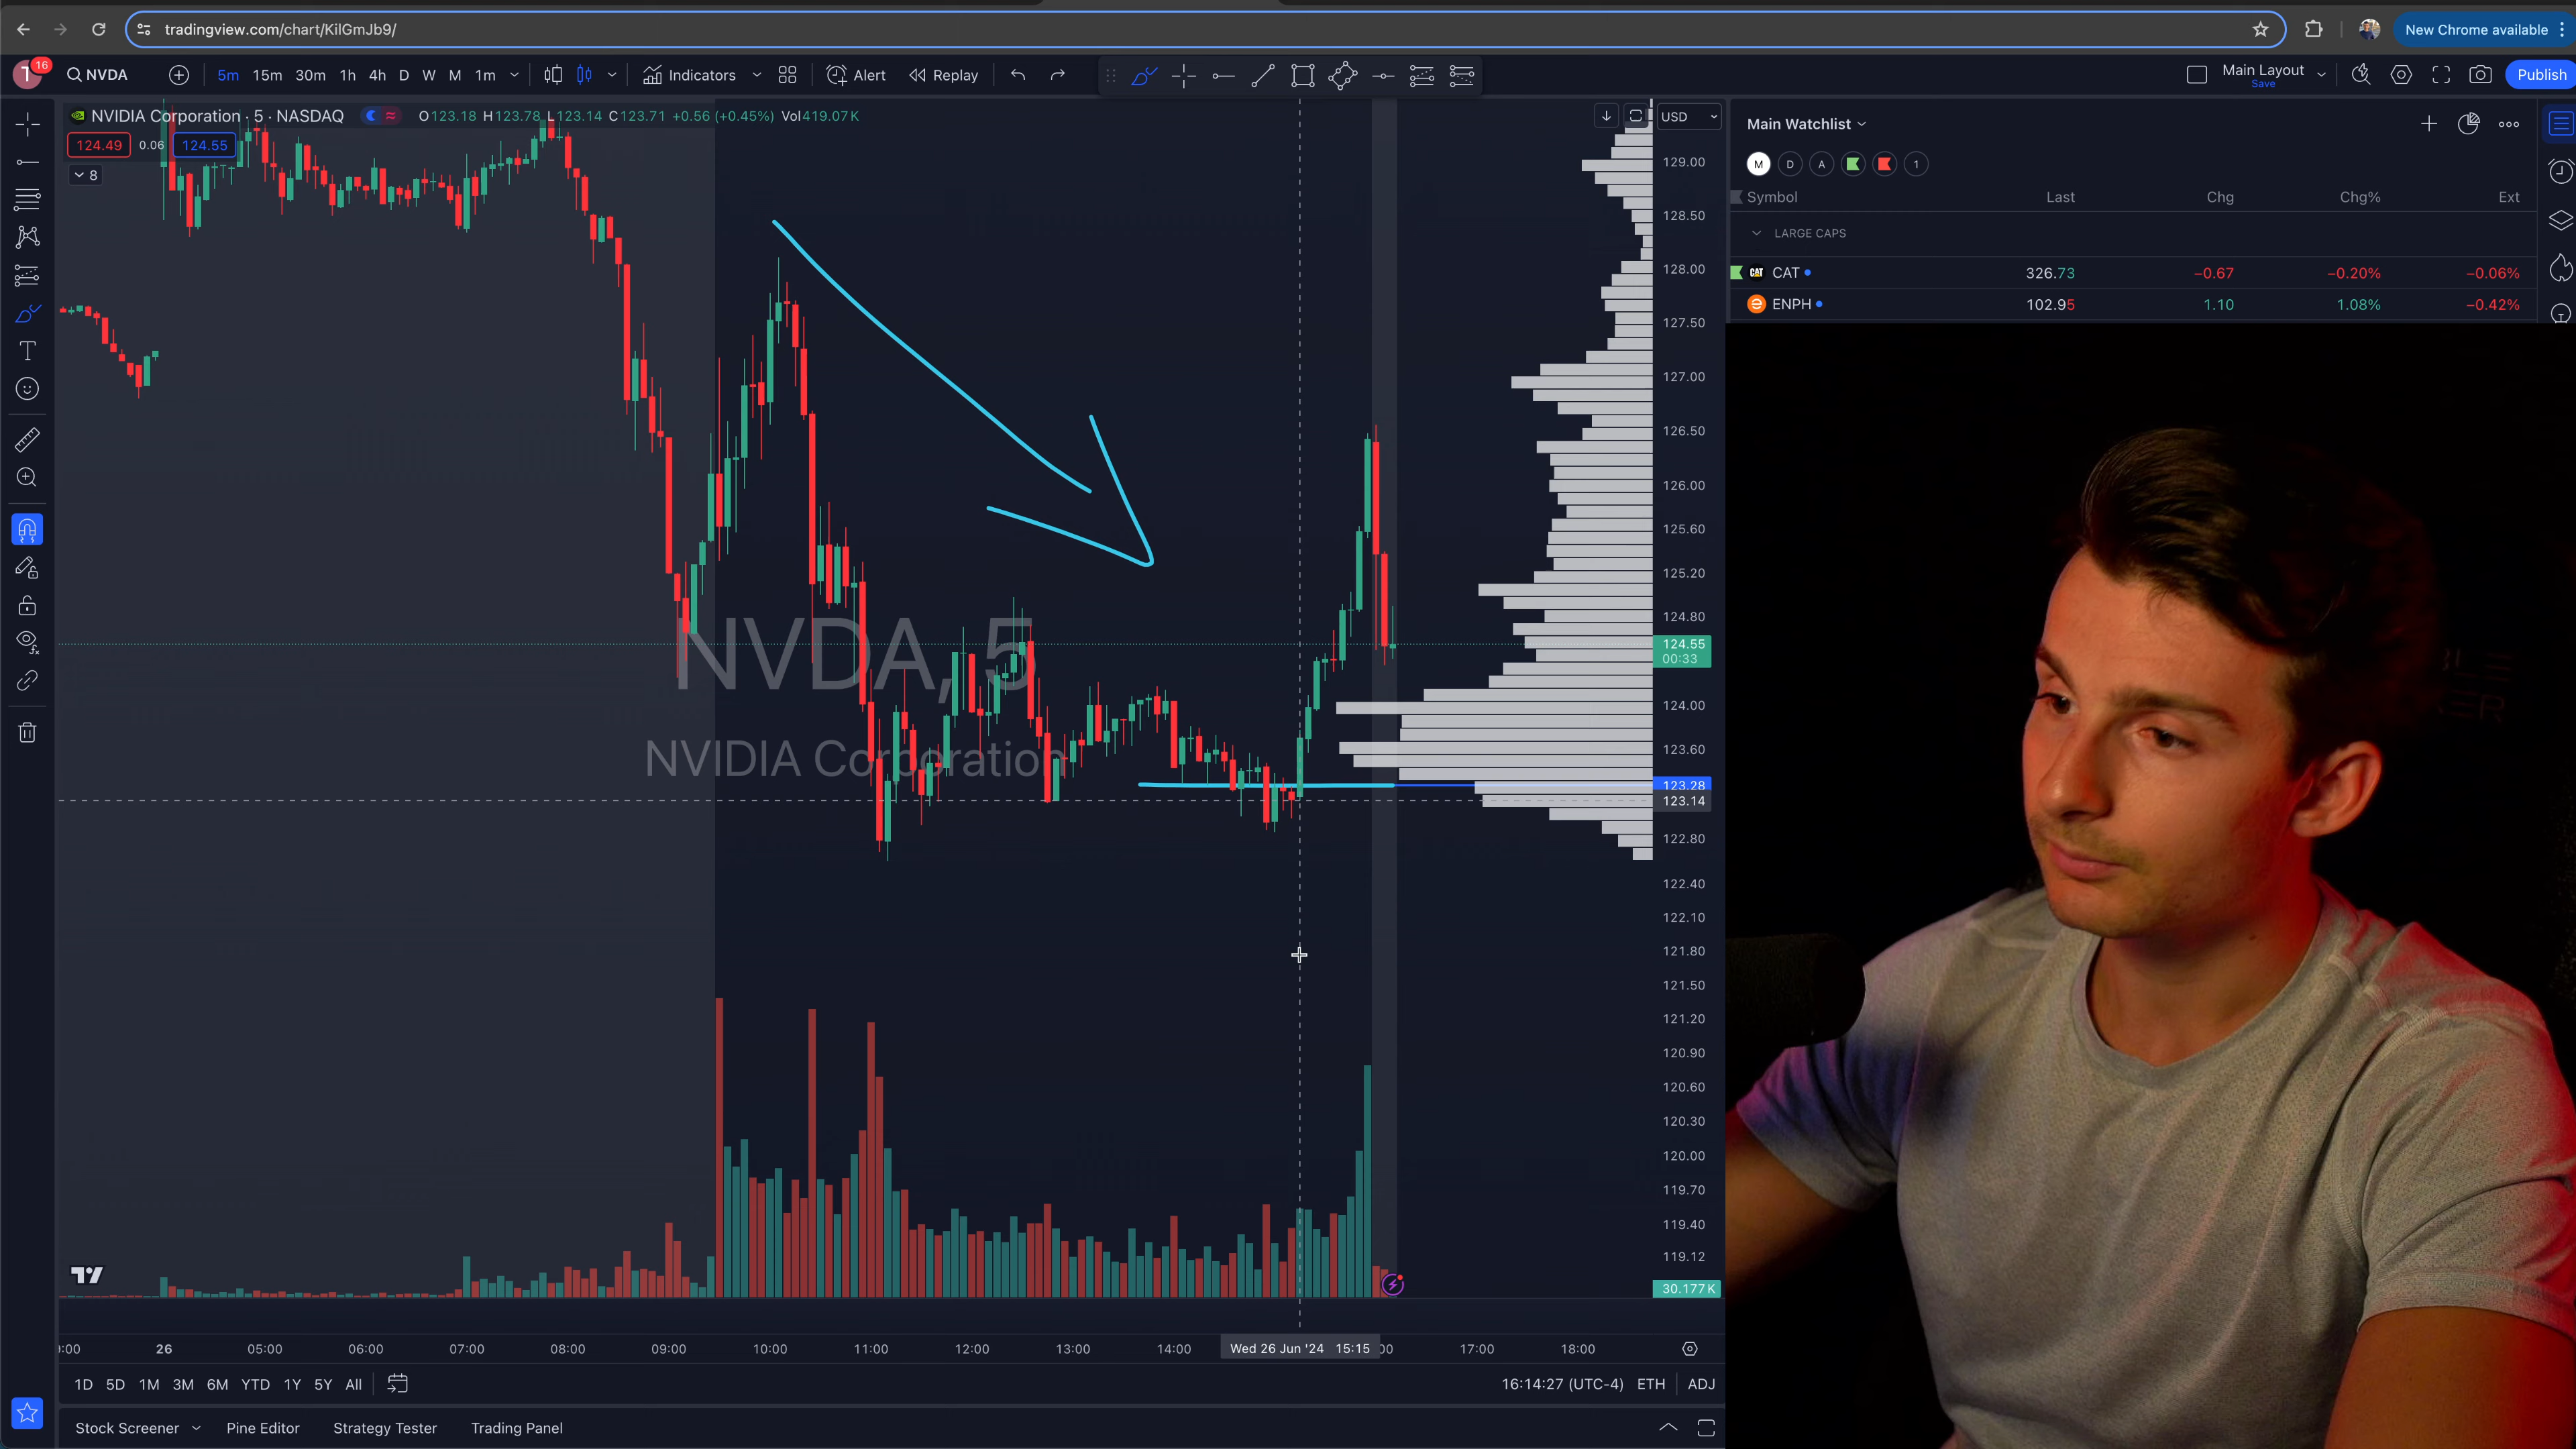 tradingview.com/chart/KilGmJb9/
New Chrome available
16
NVDA
5m 15m 30m 1h 4h D W M 1m
Indicators
Alert
Replay
Main Layout
Save
Publish
NVIDIA Corporation · 5 · NASDAQ
O123.18 H123.78 L123.14 C123.71 +0.56 (+0.45%) Vol419.07K
124.49 0.06 124.55
8
USD
129.00
128.50
128.00
127.50
127.00
126.50
126.00
125.60
125.20
124.80
124.55
00:33
124.00
123.60
123.28
123.14
122.80
122.40
122.10
121.80
121.50
121.20
120.90
120.60
120.30
120.00
119.70
119.40
119.12
30.177K
NVDA, 5
NVIDIA Corporation
26 05:00 06:00 07:00 08:00 09:00 10:00 11:00 12:00 13:00 14:00 Wed 26 Jun '24 15:15 17:00 18:00
1D 5D 1M 3M 6M YTD 1Y 5Y All
16:14:27 (UTC-4) ETH ADJ
Stock Screener Pine Editor Strategy Tester Trading Panel
Main Watchlist
M D A 1
Symbol Last Chg Chg% Ext
LARGE CAPS
CAT 326.73 −0.67 −0.20% −0.06%
ENPH 102.95 1.10 1.08% −0.42%